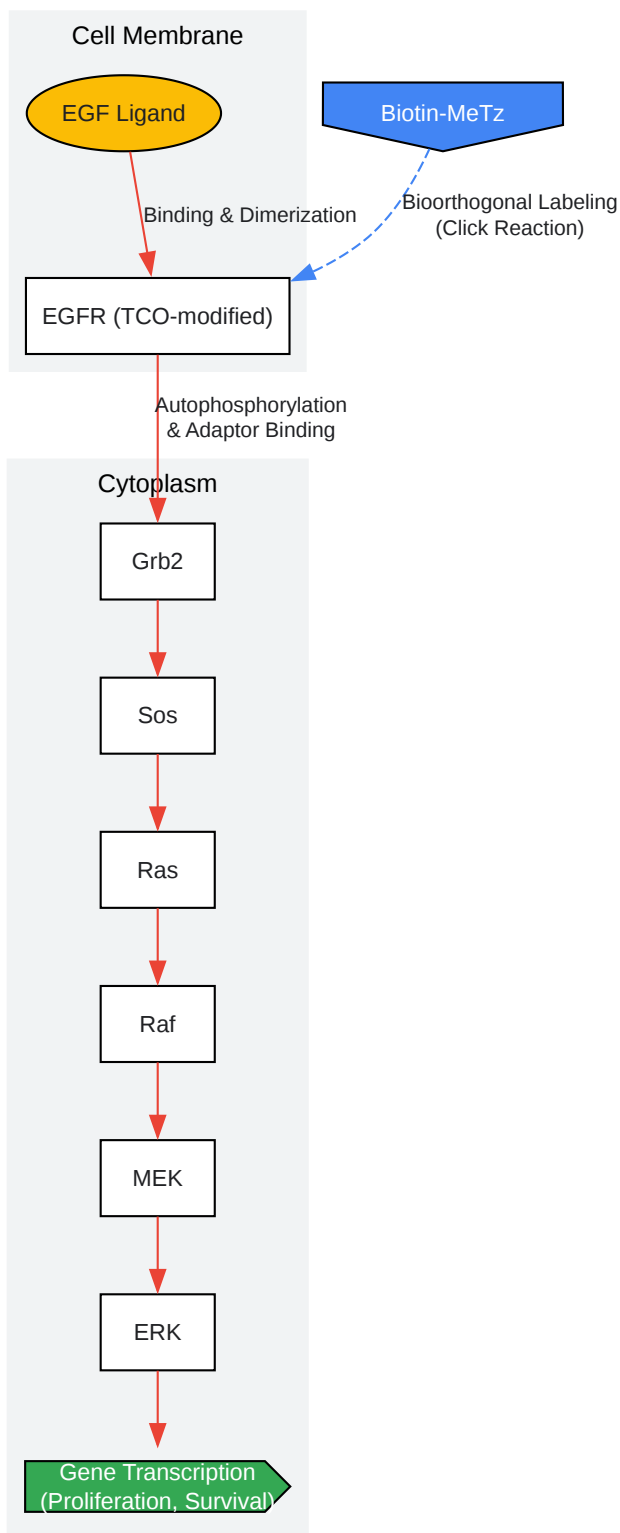 Cell Membrane
EGF Ligand
Biotin-MeTz
Binding & Dimerization
Bioorthogonal Labeling
(Click Reaction)
EGFR (TCO-modified)
Autophosphorylation
& Adaptor Binding
Cytoplasm
Grb2
Sos
Ras
Raf
MEK
ERK
Gene Transcription
(Proliferation, Survival)